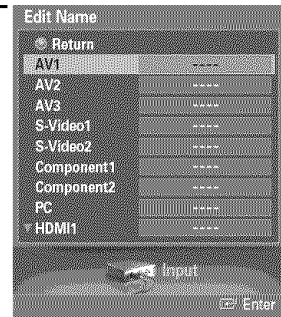 Edit Name
Return
AV1 ----
AV2 ----
AV3 ----
S-Video1 ----
S-Video2 ----
Component1 ----
Component2 ----
PC ----
HDMI1 ----
Input
Enter